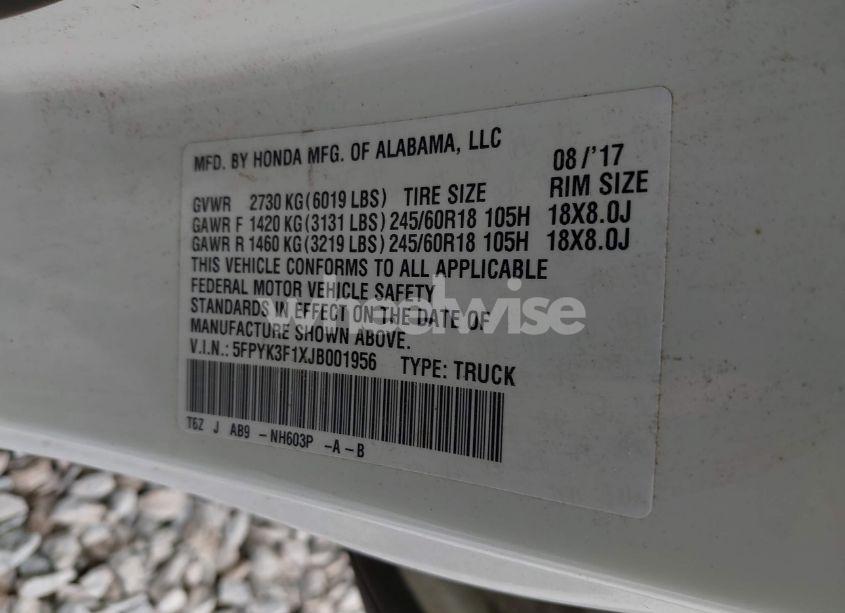 MFD. BY HONDA MFG. OF ALABAMA, LLC 08/'17
GVWR 2730 KG (6019 LBS) TIRE SIZE RIM SIZE
GAWR F 1420 KG (3131 LBS) 245/60R18 105H 18X8.0J
GAWR R 1460 KG (3219 LBS) 245/60R18 105H 18X8.0J
THIS VEHICLE CONFORMS TO ALL APPLICABLE
FEDERAL MOTOR VEHICLE SAFETY
STANDARDS IN EFFECT ON THE DATE OF
MANUFACTURE SHOWN ABOVE.
V.I.N.: 5FPYK3F1XJB001956 TYPE: TRUCK
T6Z J AB9 -NH603P -A-B
wheelwise